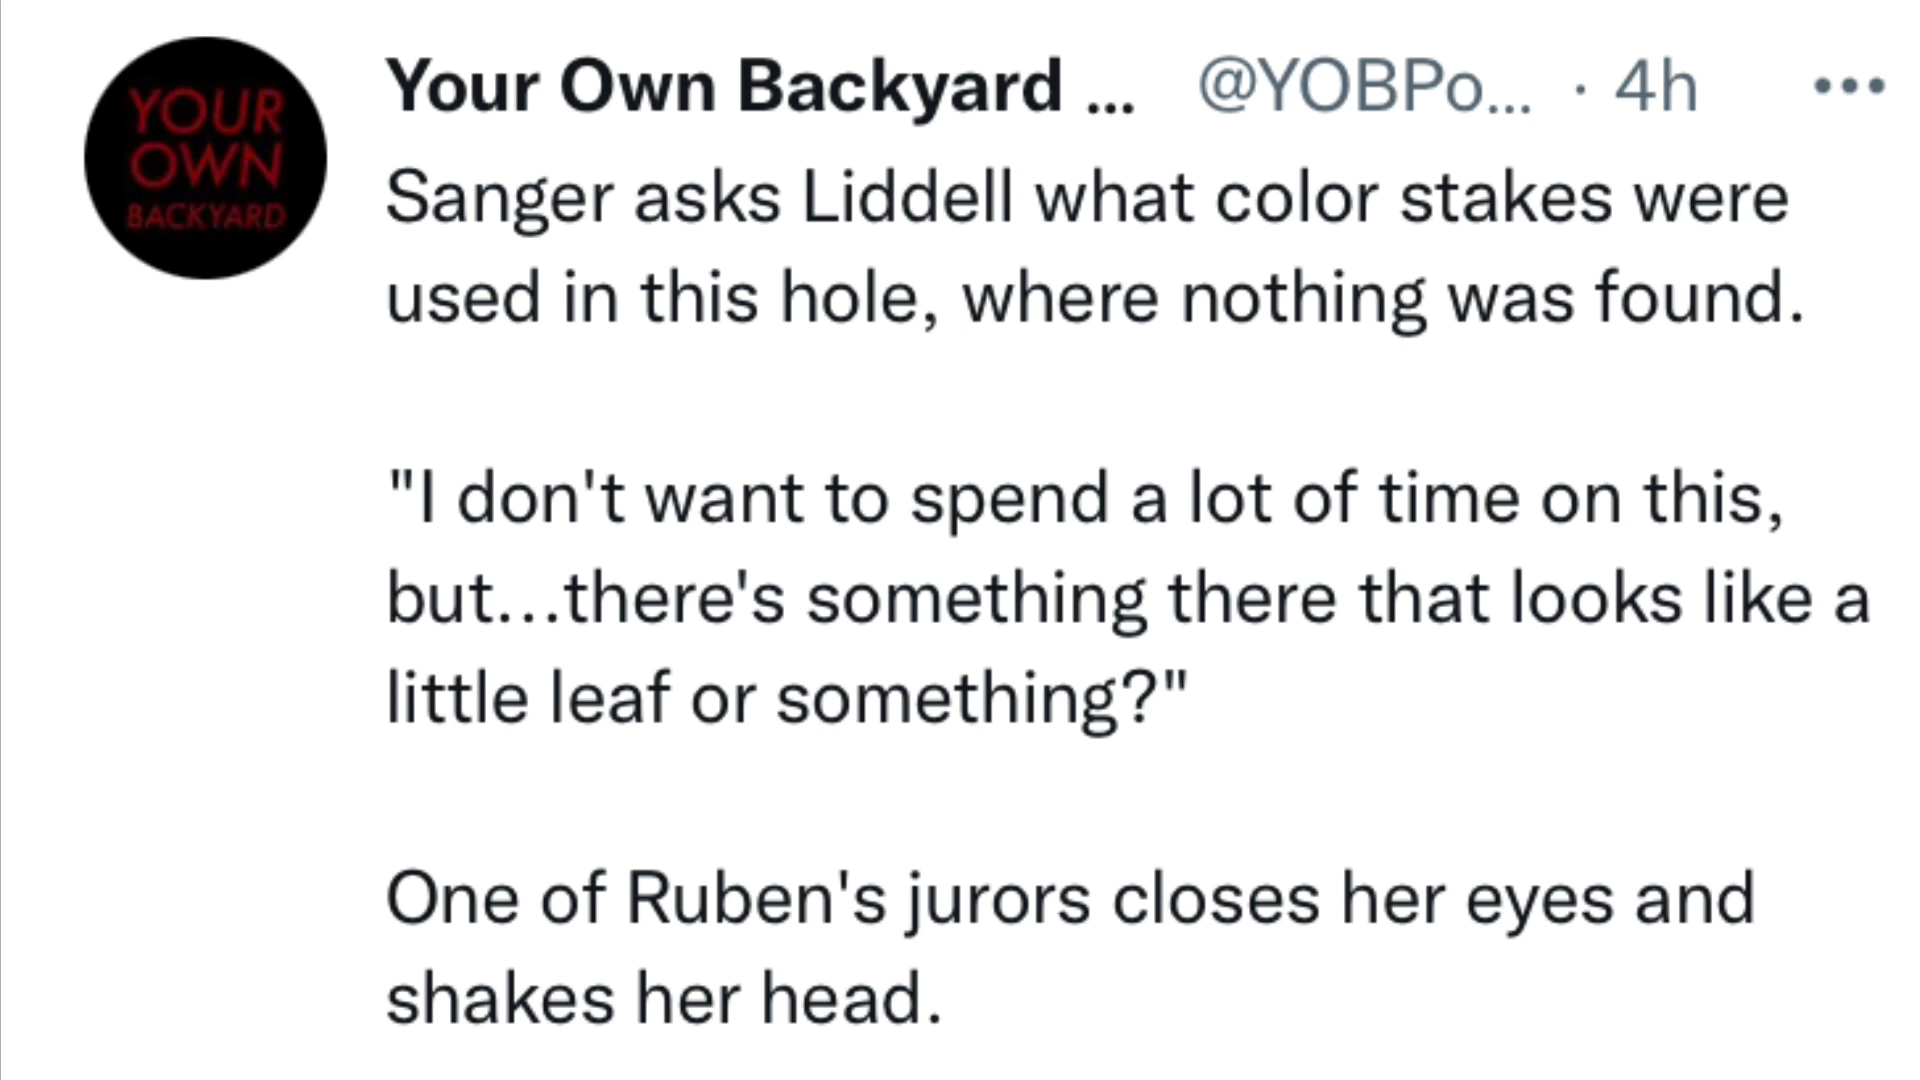 YOUR
OWN
BACKYARD
Your Own Backyard ... @YOBPo... · 4h
Sanger asks Liddell what color stakes were
used in this hole, where nothing was found.
"I don't want to spend a lot of time on this,
but...there's something there that looks like a
little leaf or something?"
One of Ruben's jurors closes her eyes and
shakes her head.